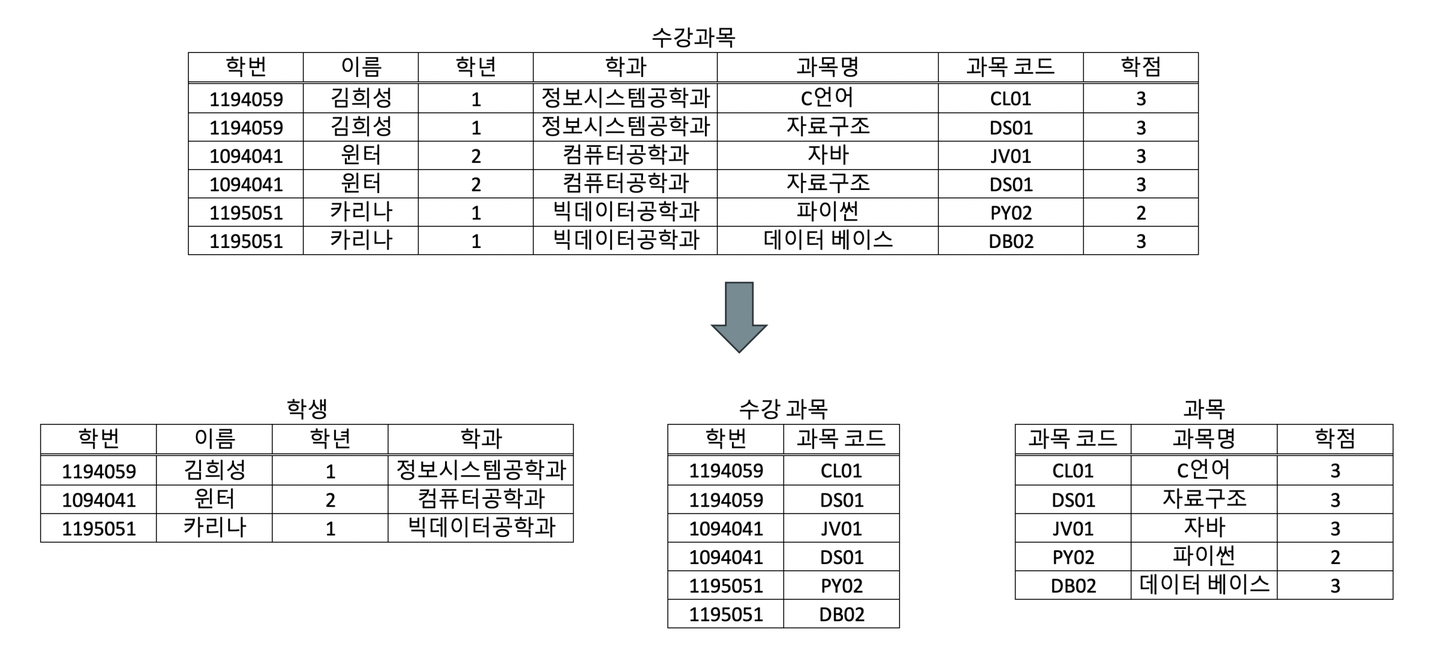 수강과목
학번 이름 학년 학과 과목명 과목 코드 학점
1194059 김희성 1 정보시스템공학과 C언어 CL01 3
1194059 김희성 1 정보시스템공학과 자료구조 DS01 3
1094041 윈터 2 컴퓨터공학과 자바 JV01 3
1094041 윈터 2 컴퓨터공학과 자료구조 DS01 3
1195051 카리나 1 빅데이터공학과 파이썬 PY02 2
1195051 카리나 1 빅데이터공학과 데이터 베이스 DB02 3
학생
학번 이름 학년 학과
1194059 김희성 1 정보시스템공학과
1094041 윈터 2 컴퓨터공학과
1195051 카리나 1 빅데이터공학과
수강 과목
학번 과목 코드
1194059 CL01
1194059 DS01
1094041 JV01
1094041 DS01
1195051 PY02
1195051 DB02
과목
과목 코드 과목명 학점
CL01 C언어 3
DS01 자료구조 3
JV01 자바 3
PY02 파이썬 2
DB02 데이터 베이스 3